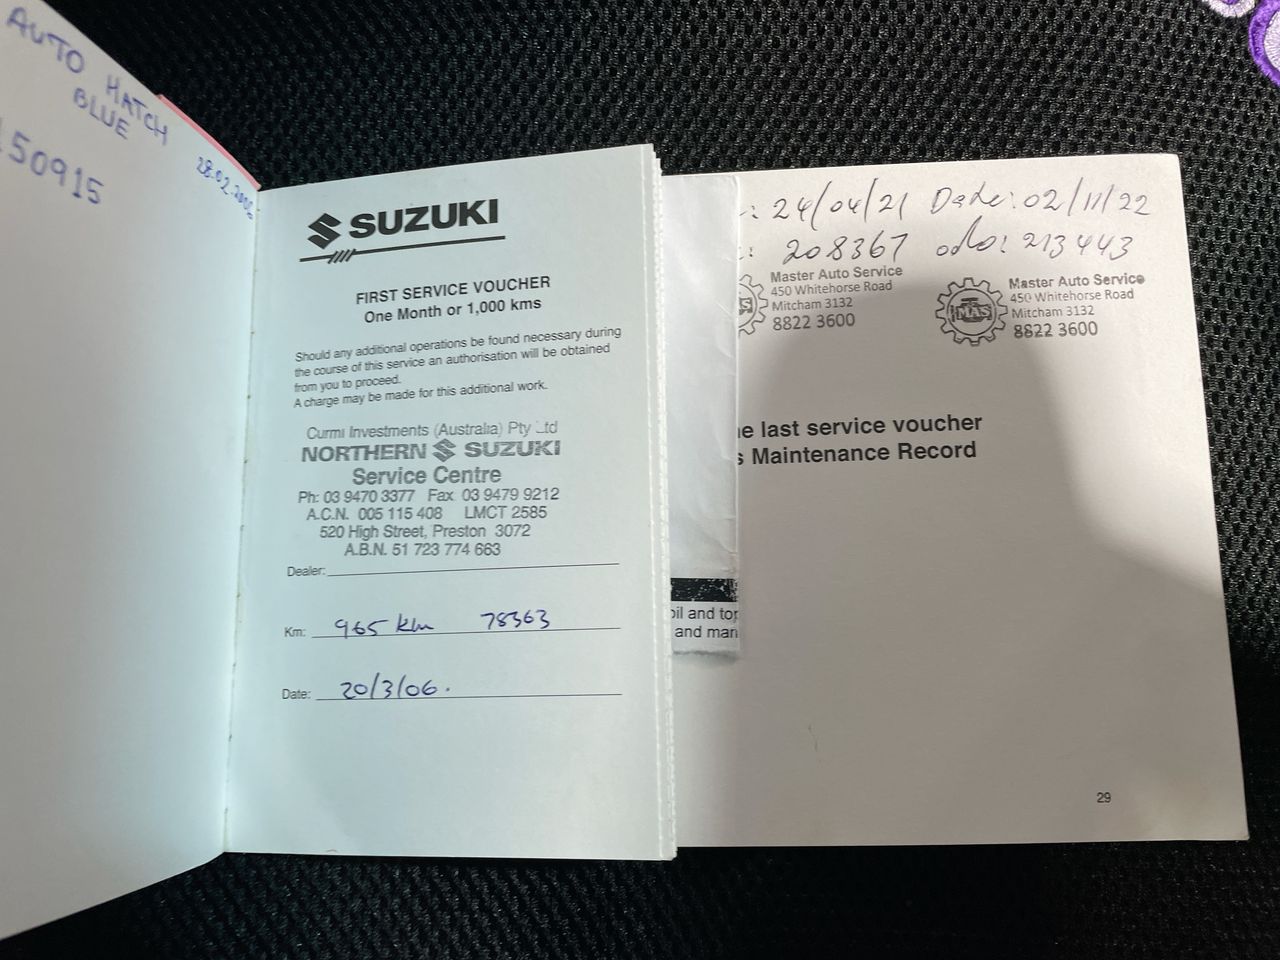 AUTO HATCH
BLUE
150915
28.02.2006
SUZUKI
FIRST SERVICE VOUCHER
One Month or 1,000 kms
Should any additional operations be found necessary during
the course of this service an authorisation will be obtained
from you to proceed.
A charge may be made for this additional work.
Curmi Investments (Australia) Pty Ltd
NORTHERN SUZUKI
Service Centre
Ph: 03 9470 3377 Fax 03 9479 9212
A.C.N. 005 115 408 LMCT 2585
520 High Street, Preston 3072
A.B.N. 51 723 774 663
Dealer:
Km: 965 km 78363
Date: 20/3/06.
: 24/04/21 Date: 02/11/22
: 208367 odo: 213443
Master Auto Service
450 Whitehorse Road
Mitcham 3132
8822 3600
MAS
Master Auto Service
450 Whitehorse Road
Mitcham 3132
8822 3600
e last service voucher
s Maintenance Record
oil and top
and man
29